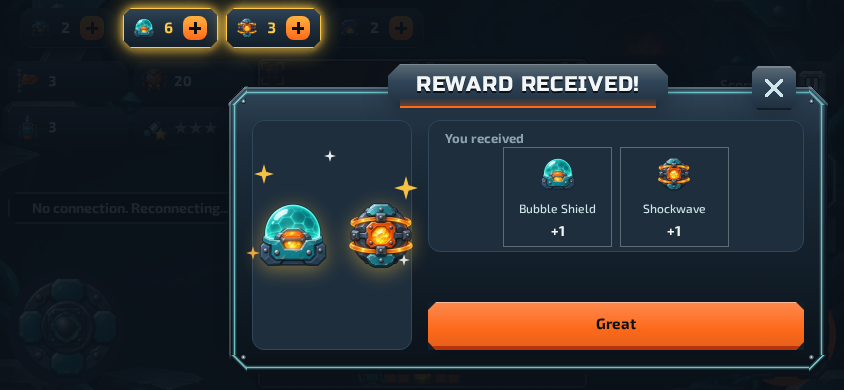 2
6
3
2
3
20
REWARD RECEIVED!
3
You received
Bubble Shield
Shockwave
+1
+1
No connection. Reconnecting...
Great